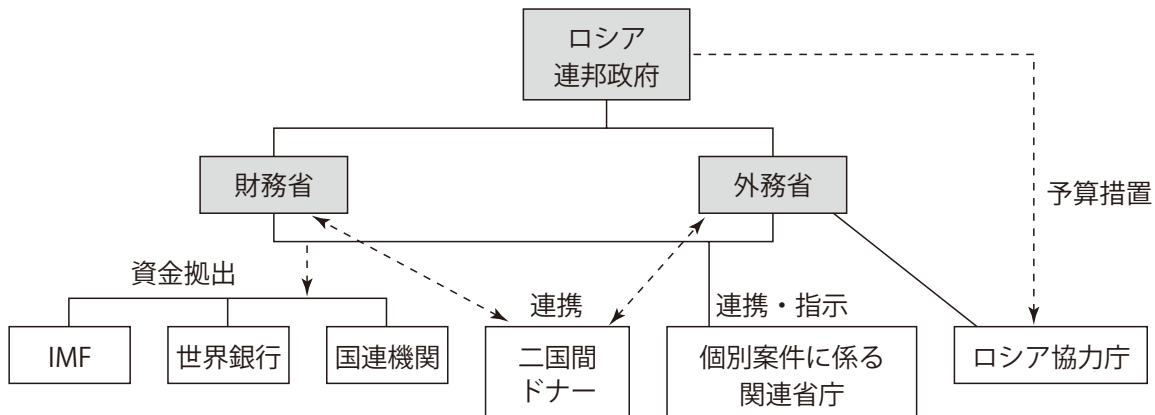 ロシア
連邦政府
財務省
外務省
予算措置
資金拠出
連携
連携・指示
IMF
世界銀行
国連機関
二国間
ドナー
個別案件に係る
関連省庁
ロシア協力庁